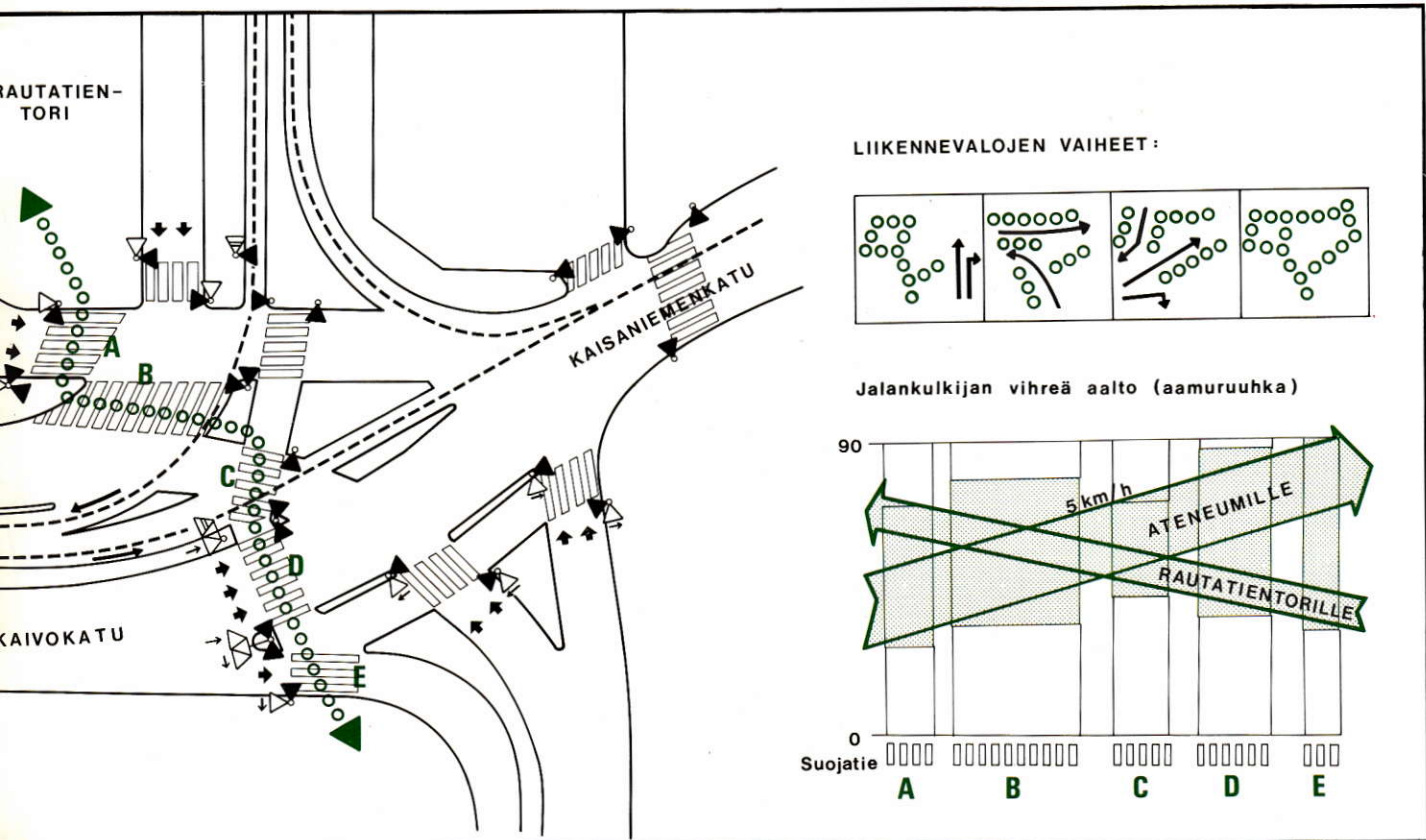 RAUTATIEN-
TORI
A
B
C
D
E
KAISANIEMENKATU
KAIVOKATU
LIIKENNEVALOJEN VAIHEET:
Jalankulkijan vihreä aalto (aamuruuhka)
90
5 km/h
ATENEUMILLE
RAUTATIENTORILLE
0
Suojatie
A B C D E